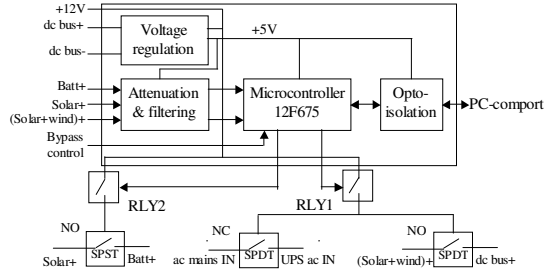 +12V
dc bus+
dc bus-
Voltage
regulation
+5V
Batt+
Solar+
(Solar+wind)+
Bypass
control
Attenuation
& filtering
Microcontroller
12F675
Opto-
isolation
PC-comport
RLY2
RLY1
NO
Solar+
SPST
Batt+
NC
ac mains IN
SPDT
UPS ac IN
NO
(Solar+wind)+
SPDT
dc bus+